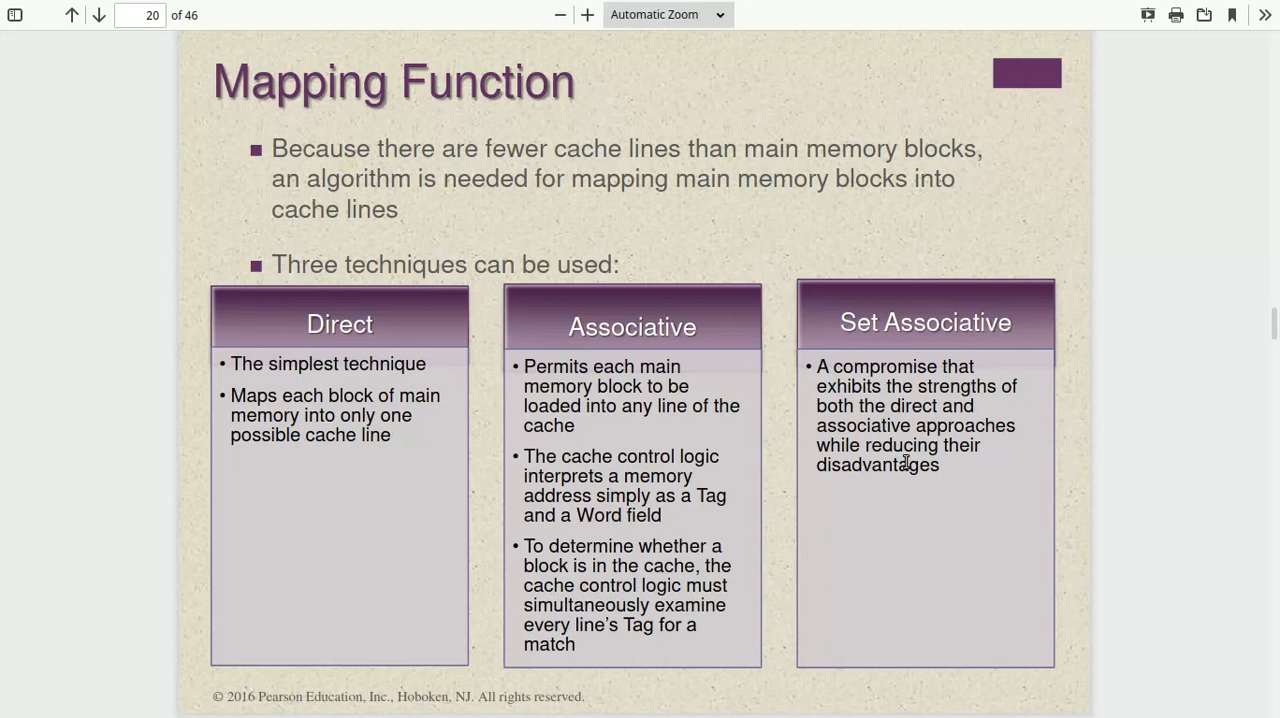 20 of 46
Automatic Zoom
Mapping Function
■ Because there are fewer cache lines than main memory blocks,
an algorithm is needed for mapping main memory blocks into
cache lines
■ Three techniques can be used:
Direct
• The simplest technique
• Maps each block of main
memory into only one
possible cache line
Associative
• Permits each main
memory block to be
loaded into any line of the
cache
• The cache control logic
interprets a memory
address simply as a Tag
and a Word field
• To determine whether a
block is in the cache, the
cache control logic must
simultaneously examine
every line’s Tag for a
match
Set Associative
• A compromise that
exhibits the strengths of
both the direct and
associative approaches
while reducing their
disadvantages
© 2016 Pearson Education, Inc., Hoboken, NJ. All rights reserved.